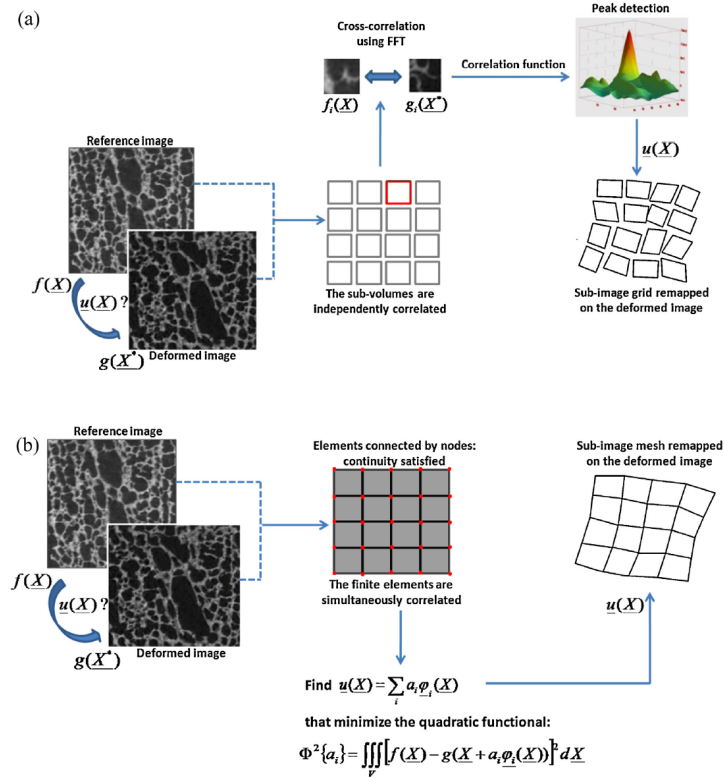 (a)
Cross-correlation
using FFT
Peak detection
Correlation function
f_i(X)
g_i(X*)
u(X)
Reference image
f(X)
u(X) ?
g(X*)
Deformed image
The sub-volumes are
independently correlated
Sub-image grid remapped
on the deformed Image
(b)
Reference image
Elements connected by nodes:
continuity satisfied
Sub-image mesh remapped
on the deformed image
f(X)
u(X) ?
g(X*)
Deformed image
The finite elements are
simultaneously correlated
u(X)
Find u(X)=∑_i a_i φ_i(X)
that minimize the quadratic functional:
Φ²{a_i}=∭_V [f(X)−g(X+a_i φ_i(X))]² dX